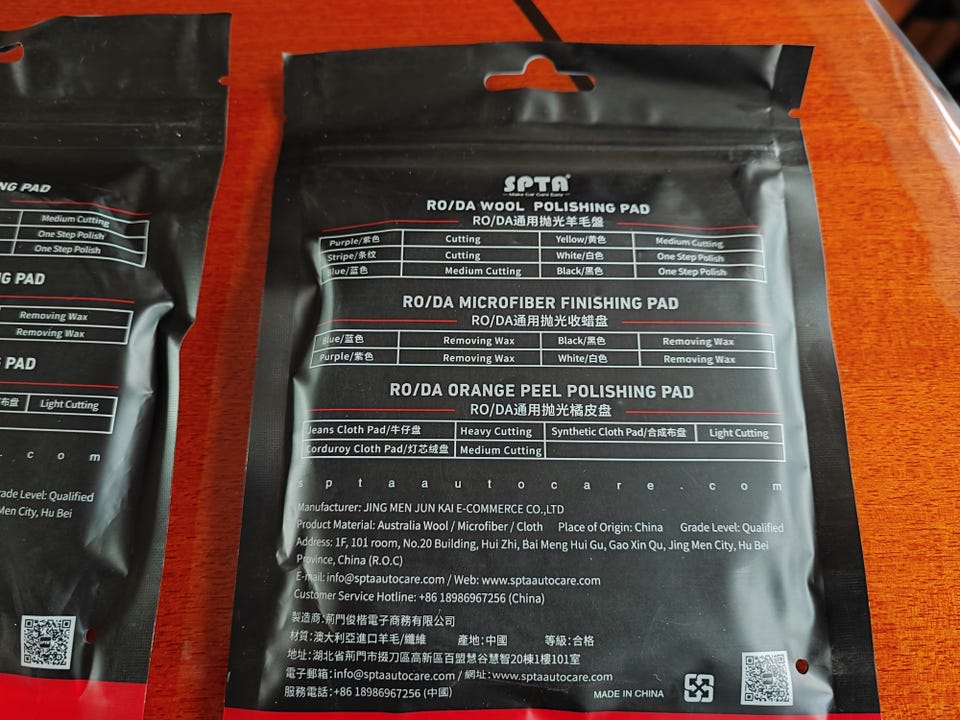 NG PAD
Medium Cutting
One Step Polish
One Step Polish
NG PAD
Removing Wax
Removing Wax
PAD
布盘 Light Cutting
. c o m
rade Level: Qualified
Men City, Hu Bei
SPTA
Make Car Care Easy
RO/DA WOOL POLISHING PAD
RO/DA通用抛光羊毛盤
Purple/紫色 Cutting Yellow/黄色 Medium Cutting
Stripe/条纹 Cutting White/白色 One Step Polish
Blue/蓝色 Medium Cutting Black/黑色 One Step Polish
RO/DA MICROFIBER FINISHING PAD
RO/DA通用抛光收蜡盘
Blue/蓝色 Removing Wax Black/黑色 Removing Wax
Purple/紫色 Removing Wax White/白色 Removing Wax
RO/DA ORANGE PEEL POLISHING PAD
RO/DA通用抛光橘皮盘
Jeans Cloth Pad/牛仔盘 Heavy Cutting Synthetic Cloth Pad/合成布盘 Light Cutting
Corduroy Cloth Pad/灯芯绒盘 Medium Cutting
s p t a a u t o c a r e . c o m
Manufacturer: JING MEN JUN KAI E-COMMERCE CO.,LTD
Product Material: Australia Wool / Microfiber / Cloth Place of Origin: China Grade Level: Qualified
Address: 1F, 101 room, No.20 Building, Hui Zhi, Bai Meng Hui Gu, Gao Xin Qu, Jing Men City, Hu Bei
Province, China (R.O.C)
E-mail: info@sptaautocare.com / Web: www.sptaautocare.com
Customer Service Hotline: +86 18986967256 (China)
製造商:荊門俊楷電子商務有限公司
材質:澳大利亞進口羊毛/纖維 產地:中國 等級:合格
地址:湖北省荊門市掇刀區高新區百盟慧谷慧智20棟1樓101室
電子郵箱:info@sptaautocare.com / 網址:www.sptaautocare.com
服務電話:+86 18986967256 (中國)
MADE IN CHINA